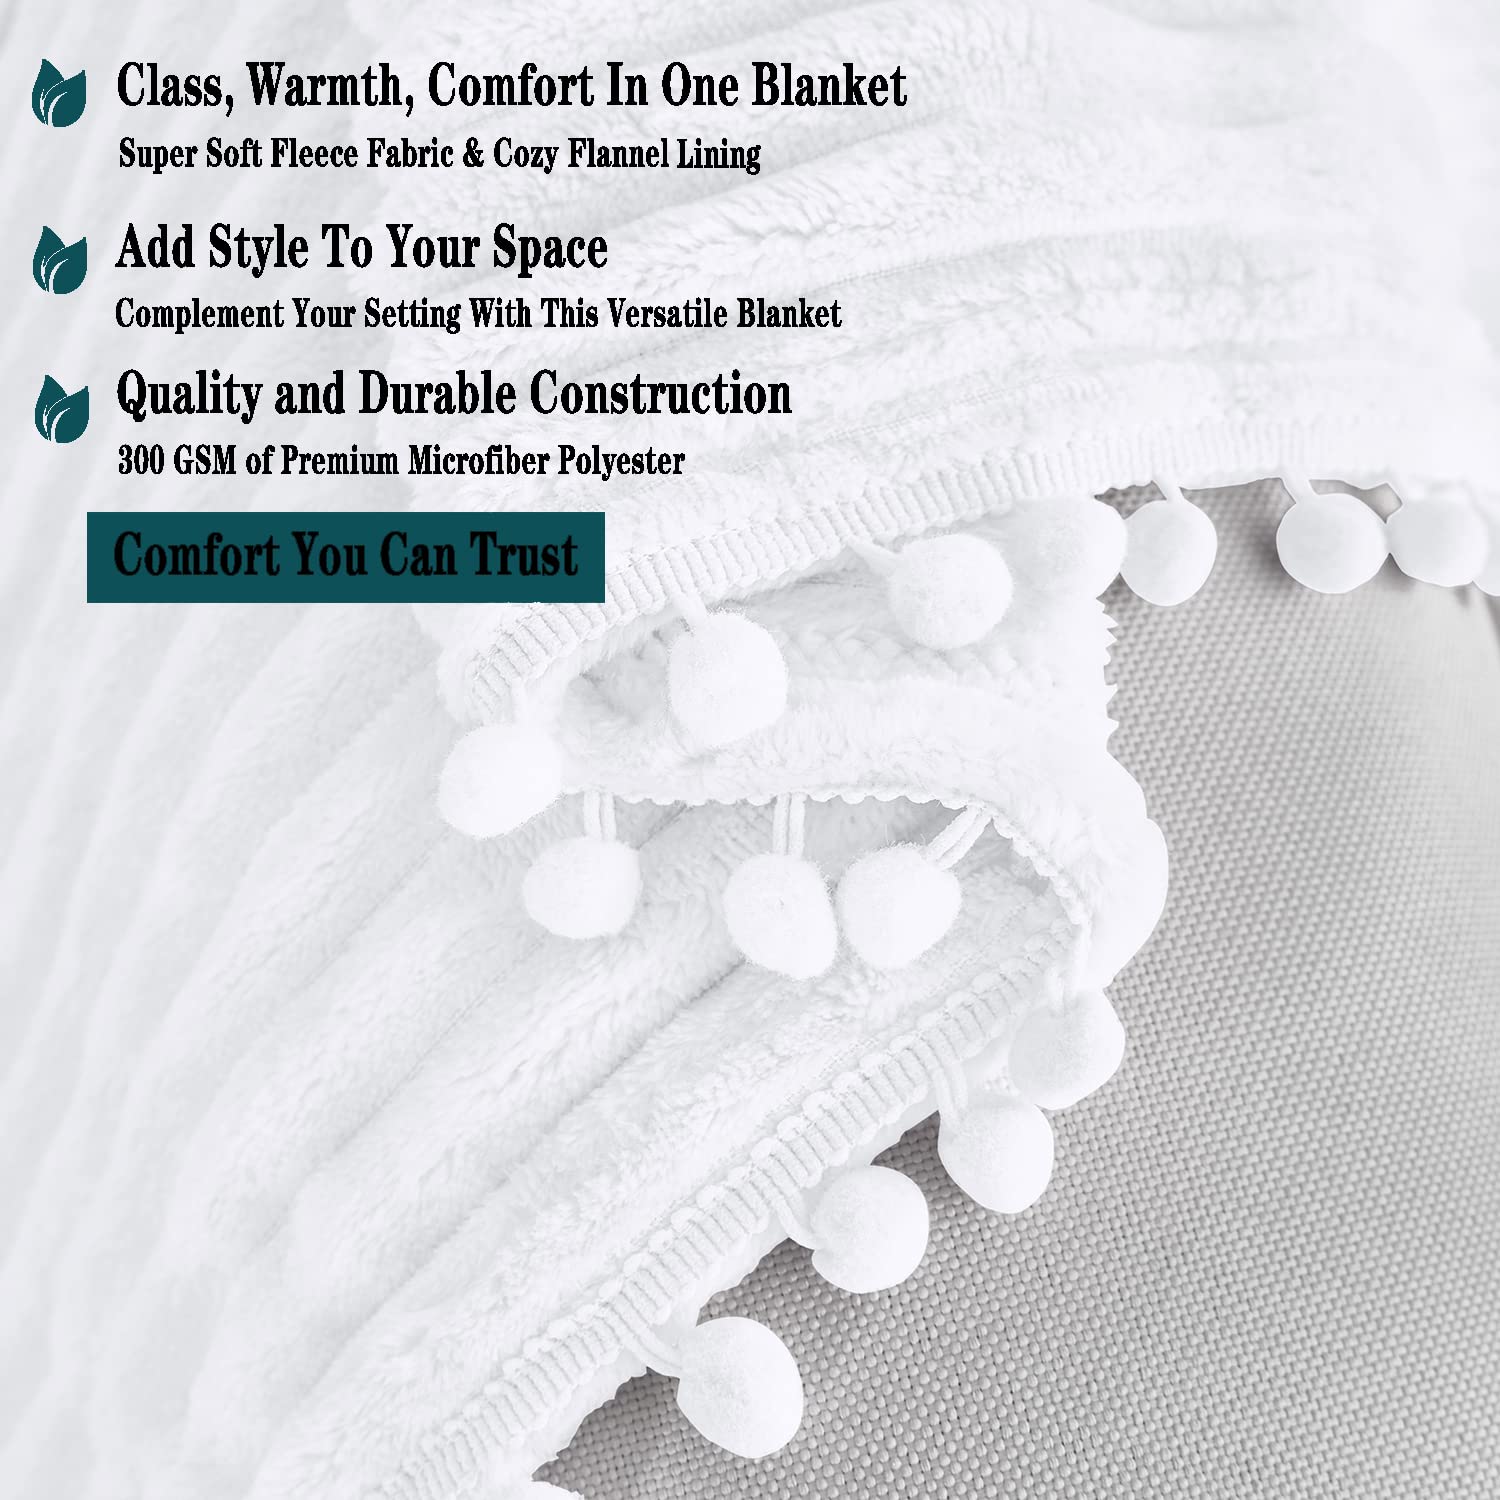 Class, Warmth, Comfort In One Blanket
Super Soft Fleece Fabric & Cozy Flannel Lining
Add Style To Your Space
Complement Your Setting With This Versatile Blanket
Quality and Durable Construction
300 GSM of Premium Microfiber Polyester
Comfort You Can Trust